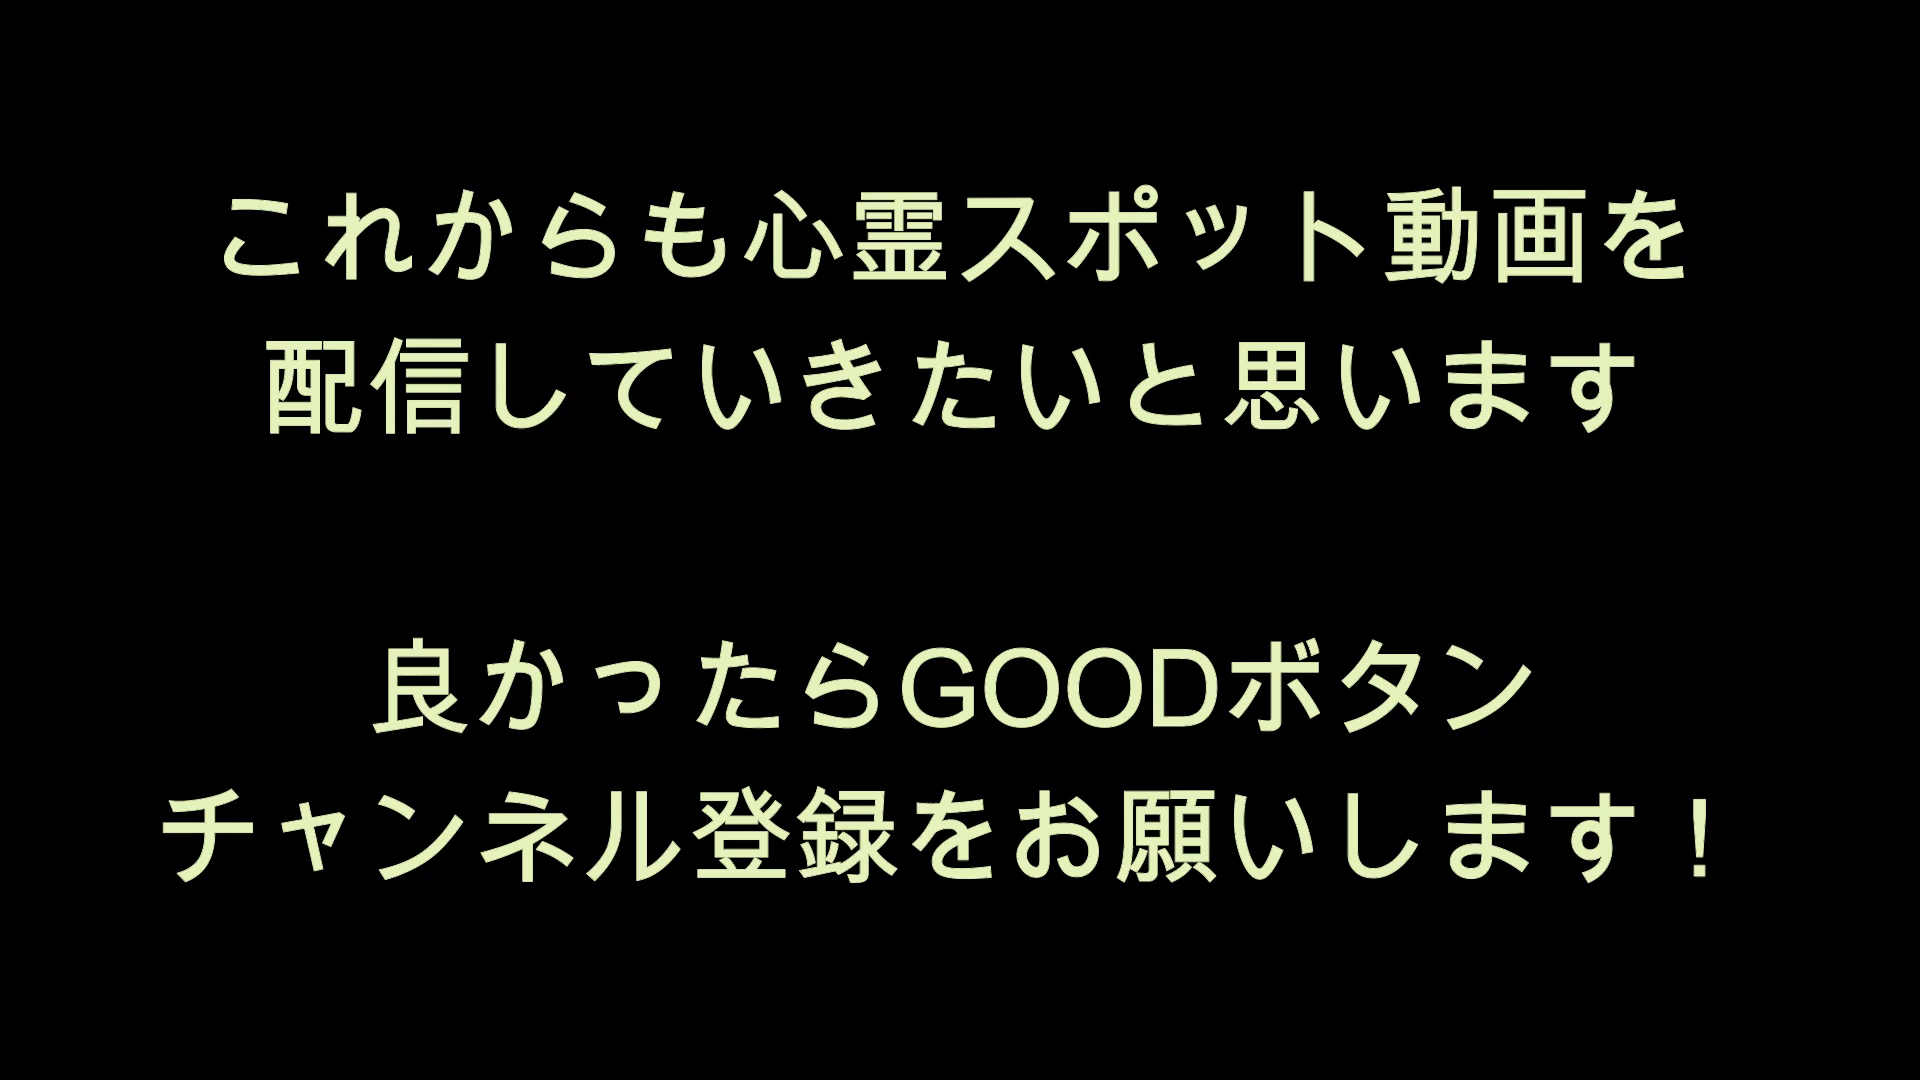 これからも心霊スポット動画を
配信していきたいと思います
良かったらGOODボタン
チャンネル登録をお願いします！